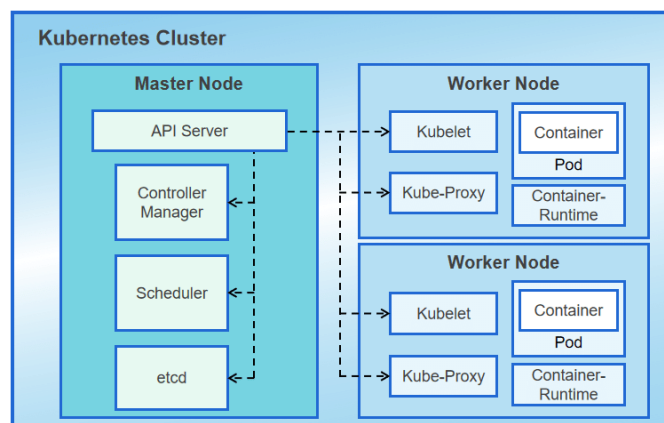 Kubernetes Cluster
Master Node
API Server
Controller
Manager
Scheduler
etcd
Worker Node
Kubelet
Kube-Proxy
Container
Pod
Container-
Runtime
Worker Node
Kubelet
Kube-Proxy
Container
Pod
Container-
Runtime